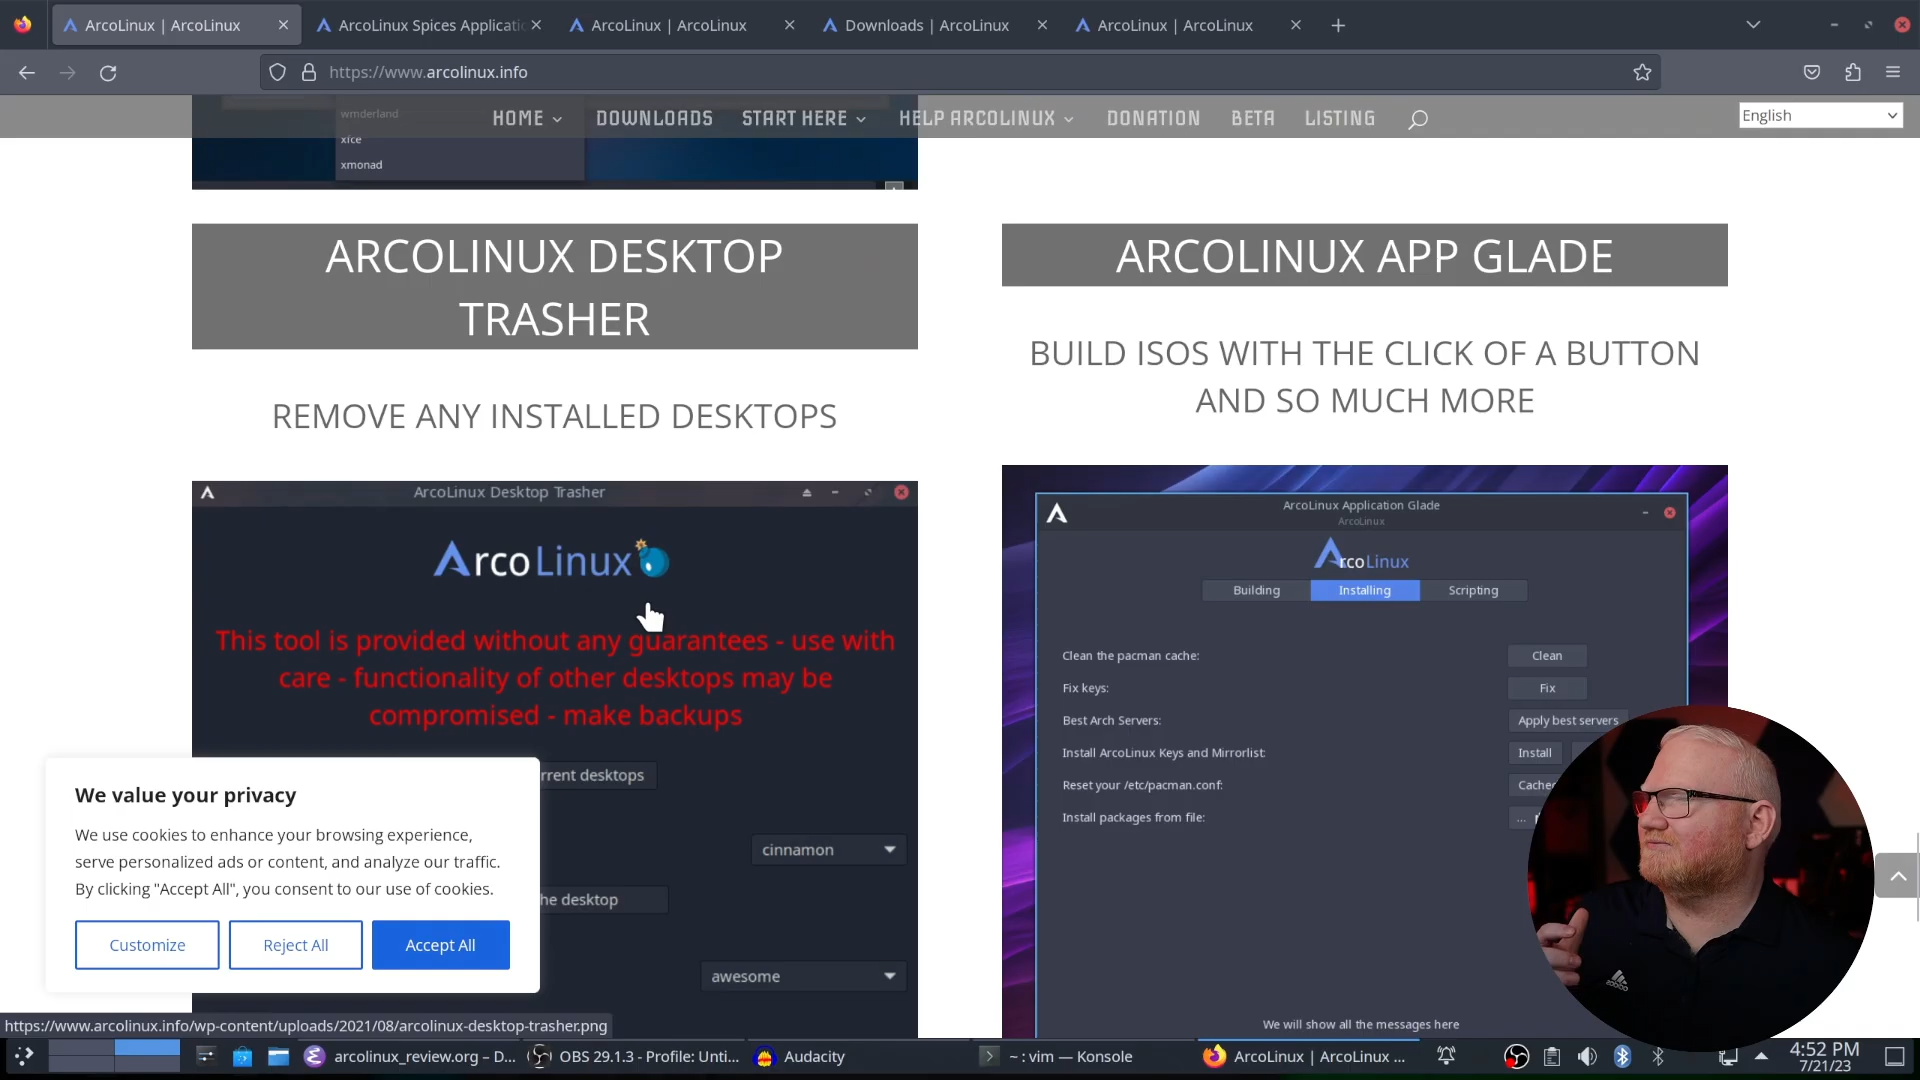 ArcoLinux | ArcoLinux
ArcoLinux Spices Applicatio
ArcoLinux | ArcoLinux
Downloads | ArcoLinux
ArcoLinux | ArcoLinux
https://www.arcolinux.info
HOME
DOWNLOADS
START HERE
HELP ARCOLINUX
DONATION
BETA
LISTING
English
wmderland
xfce
xmonad
ARCOLINUX DESKTOP
TRASHER
REMOVE ANY INSTALLED DESKTOPS
ArcoLinux Desktop Trasher
ArcoLinux
This tool is provided without any guarantees - use with
care - functionality of other desktops may be
compromised - make backups
rrent desktops
cinnamon
he desktop
awesome
ARCOLINUX APP GLADE
BUILD ISOS WITH THE CLICK OF A BUTTON
AND SO MUCH MORE
ArcoLinux Application Glade
ArcoLinux
ArcoLinux
Building
Installing
Scripting
Clean the pacman cache:
Clean
Fix keys:
Fix
Best Arch Servers:
Apply best servers
Install ArcoLinux Keys and Mirrorlist:
Install
Reset your /etc/pacman.conf:
Cache
Install packages from file:
...
We will show all the messages here
We value your privacy
We use cookies to enhance your browsing experience,
serve personalized ads or content, and analyze our traffic.
By clicking "Accept All", you consent to our use of cookies.
Customize
Reject All
Accept All
adidas
https://www.arcolinux.info/wp-content/uploads/2021/08/arcolinux-desktop-trasher.png
arcolinux_review.org – D...
OBS 29.1.3 - Profile: Unti...
Audacity
~ : vim — Konsole
ArcoLinux | ArcoLinux ...
4:52 PM
7/21/23